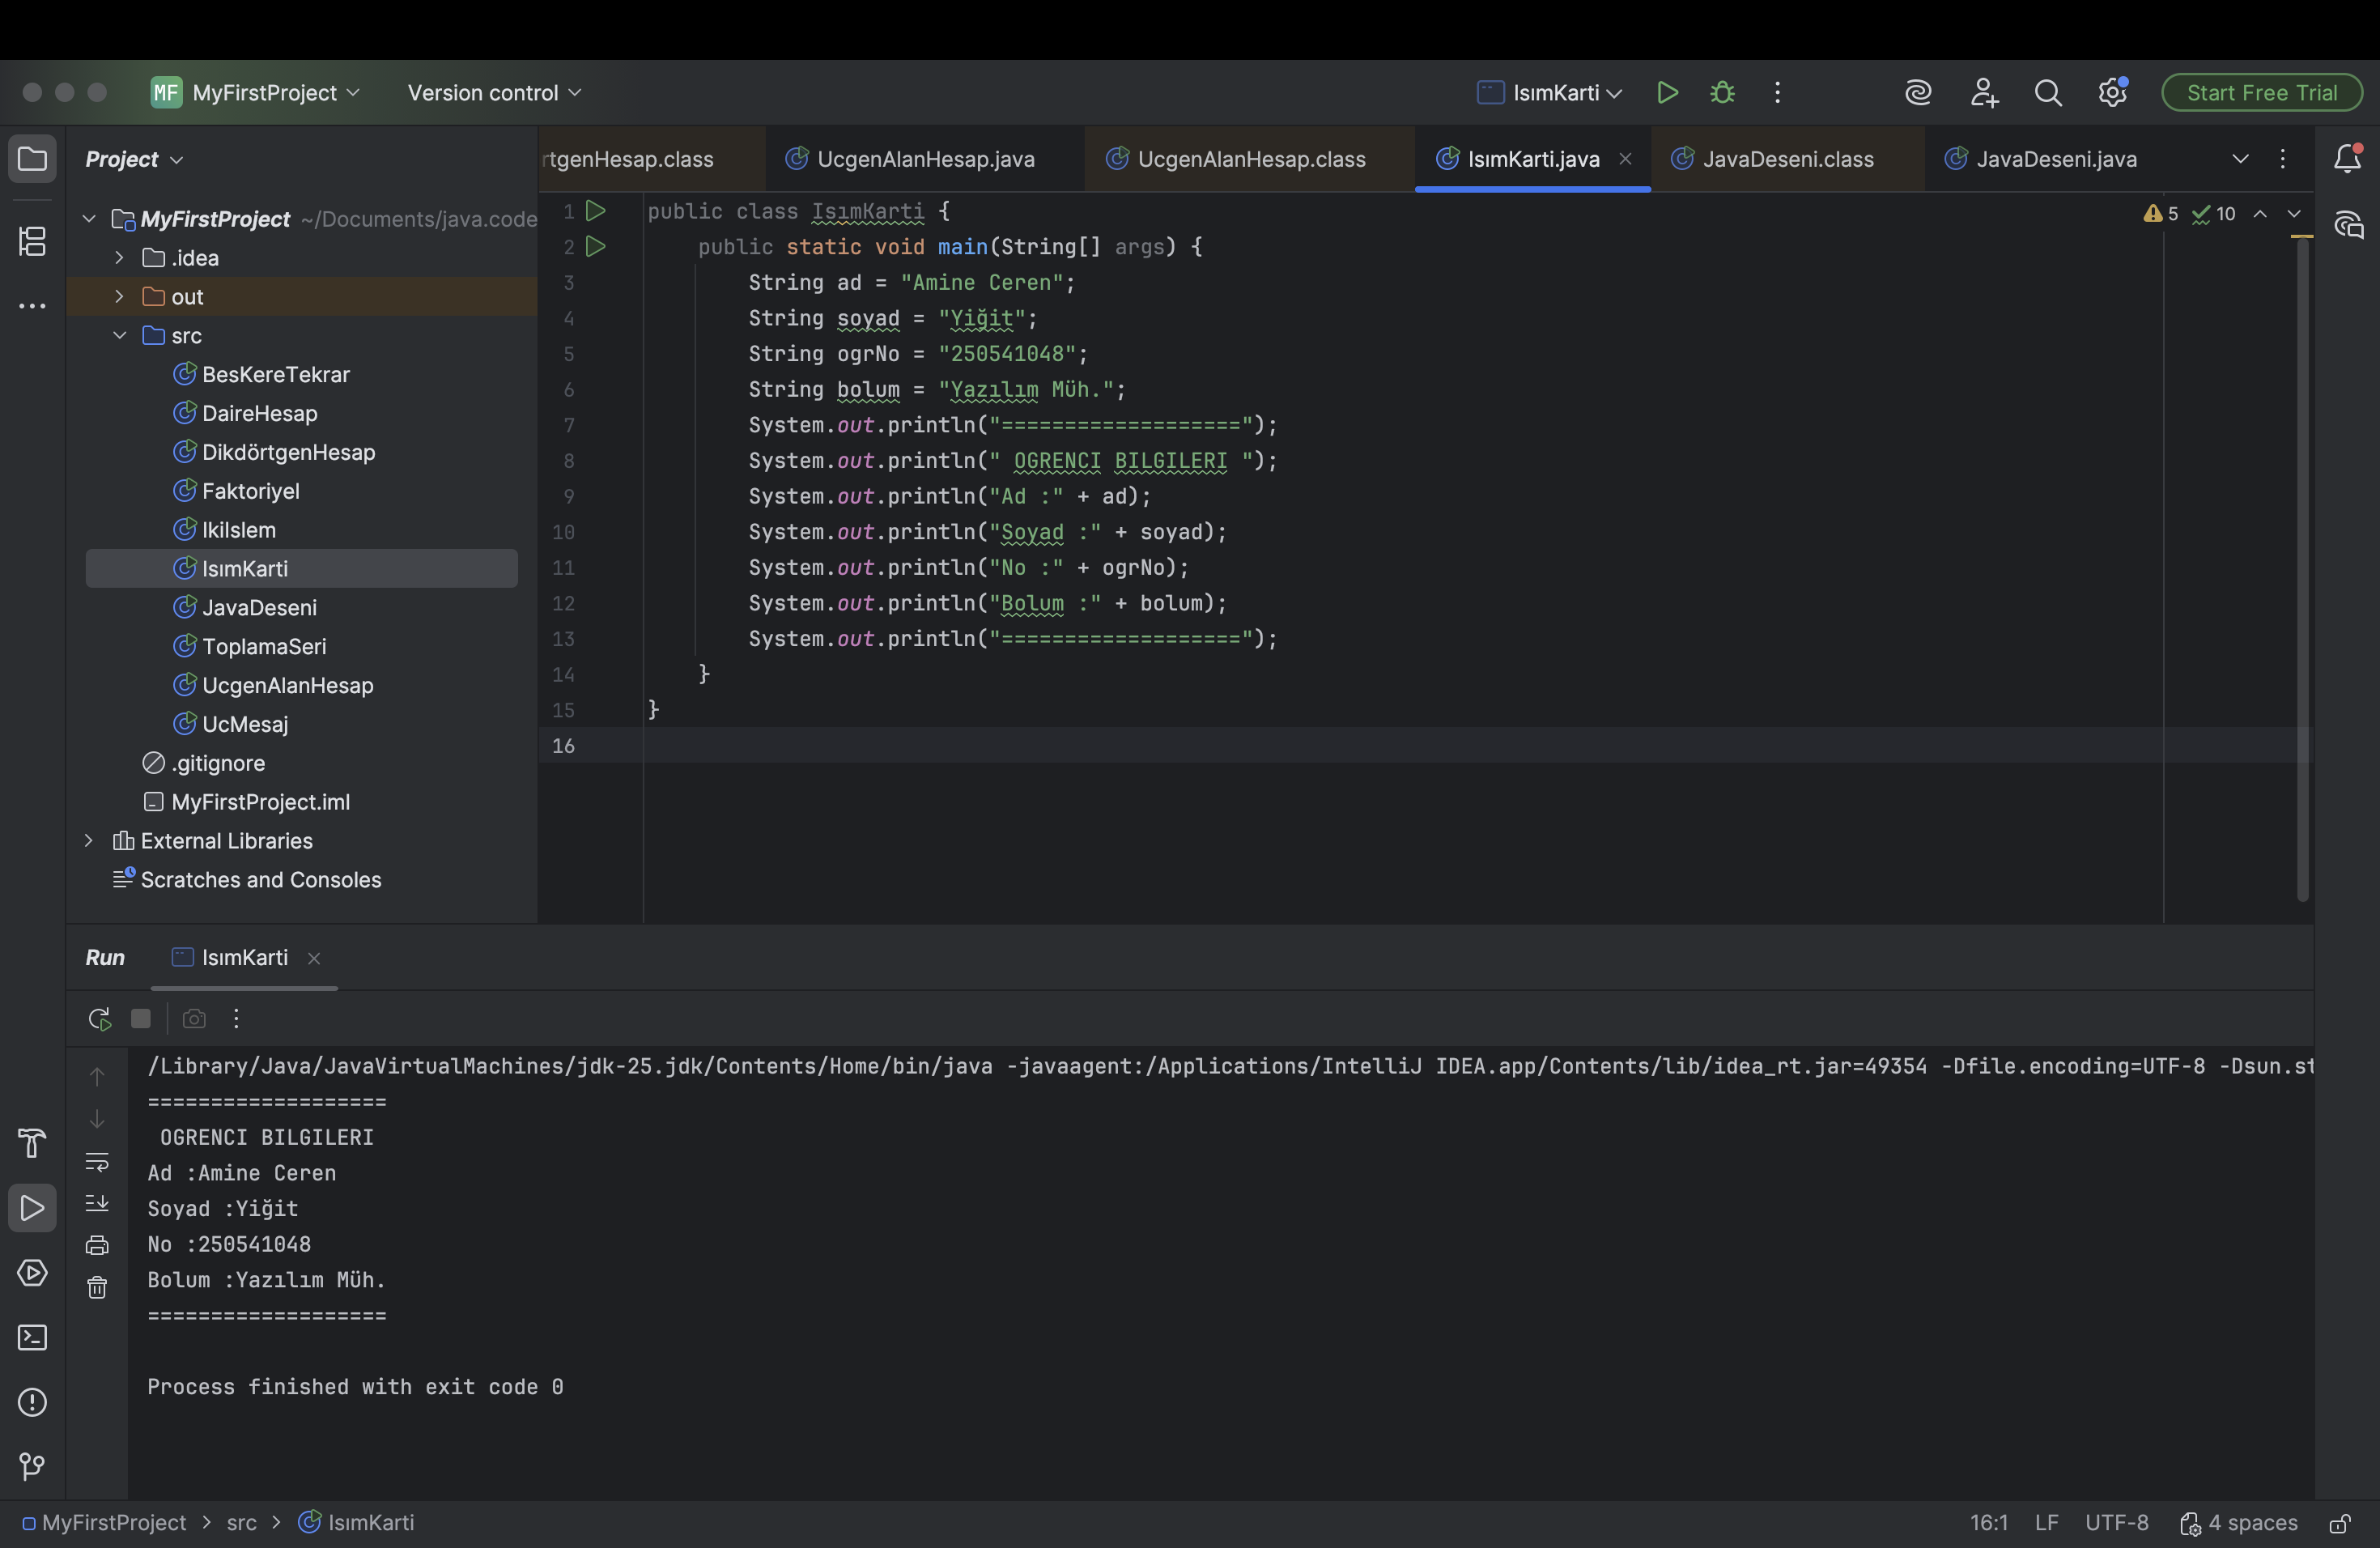 MF MyFirstProject Version control IsımKarti Start Free Trial
Project
rtgenHesap.class UcgenAlanHesap.java UcgenAlanHesap.class IsımKarti.java JavaDeseni.class JavaDeseni.java
MyFirstProject ~/Documents/java.code
.idea
out
src
BesKereTekrar
DaireHesap
DikdörtgenHesap
Faktoriyel
IkiIslem
IsımKarti
JavaDeseni
ToplamaSeri
UcgenAlanHesap
UcMesaj
.gitignore
MyFirstProject.iml
External Libraries
Scratches and Consoles
5 10
1 public class IsımKarti {
2 public static void main(String[] args) {
3 String ad = "Amine Ceren";
4 String soyad = "Yiğit";
5 String ogrNo = "250541048";
6 String bolum = "Yazılım Müh.";
7 System.out.println("===================");
8 System.out.println(" OGRENCI BILGILERI ");
9 System.out.println("Ad :" + ad);
10 System.out.println("Soyad :" + soyad);
11 System.out.println("No :" + ogrNo);
12 System.out.println("Bolum :" + bolum);
13 System.out.println("===================");
14 }
15 }
16
Run IsımKarti
/Library/Java/JavaVirtualMachines/jdk-25.jdk/Contents/Home/bin/java -javaagent:/Applications/IntelliJ IDEA.app/Contents/lib/idea_rt.jar=49354 -Dfile.encoding=UTF-8 -Dsun.st
===================
OGRENCI BILGILERI
Ad :Amine Ceren
Soyad :Yiğit
No :250541048
Bolum :Yazılım Müh.
===================
Process finished with exit code 0
MyFirstProject > src > IsımKarti 16:1 LF UTF-8 4 spaces